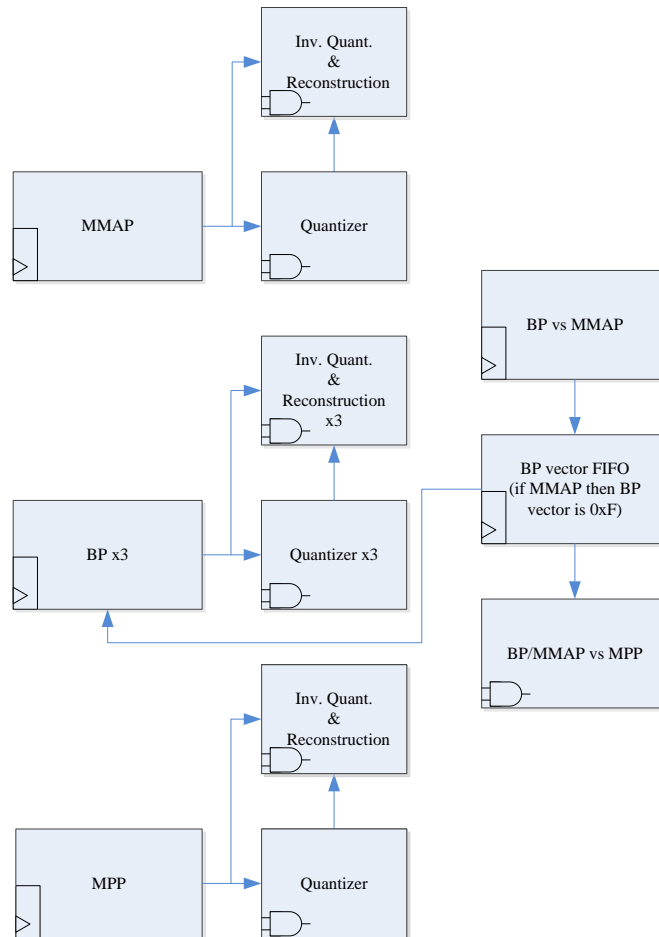 Inv. Quant.
&
Reconstruction
MMAP
Quantizer
BP vs MMAP
Inv. Quant.
&
Reconstruction
x3
BP vector FIFO
(if MMAP then BP
vector is 0xF)
BP x3
Quantizer x3
BP/MMAP vs MPP
Inv. Quant.
&
Reconstruction
MPP
Quantizer